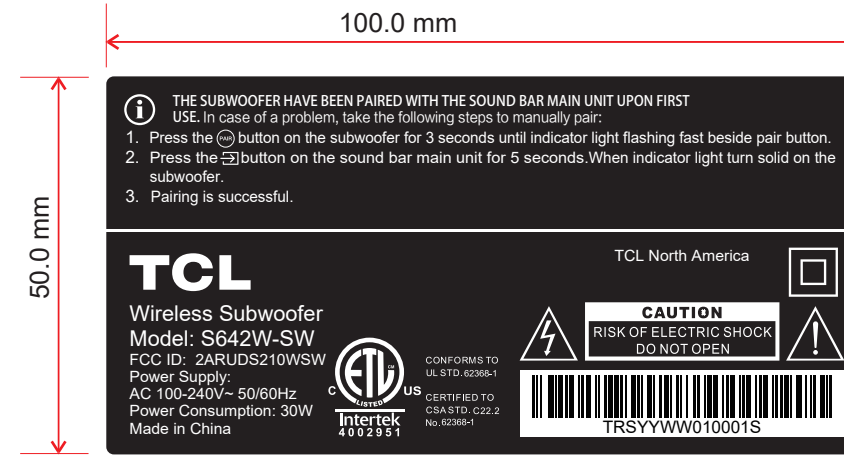 100.0 mm
50.0 mm
i
THE SUBWOOFER HAVE BEEN PAIRED WITH THE SOUND BAR MAIN UNIT UPON FIRST
USE. In case of a problem, take the following steps to manually pair:
1. Press the PAIR button on the subwoofer for 3 seconds until indicator light flashing fast beside pair button.
2. Press the button on the sound bar main unit for 5 seconds.When indicator light turn solid on the
subwoofer.
3. Pairing is successful.
TCL
TCL North America
Wireless Subwoofer
Model: S642W-SW
FCC ID: 2ARUDS210WSW
Power Supply:
AC 100-240V~ 50/60Hz
Power Consumption: 30W
Made in China
ETL CM
LISTED
C US
Intertek
4002951
CONFORMS TO
UL STD. 62368-1
CERTIFIED TO
CSA STD. C22.2
No.62368-1
CAUTION
RISK OF ELECTRIC SHOCK
DO NOT OPEN
!
TRSYYWW010001S